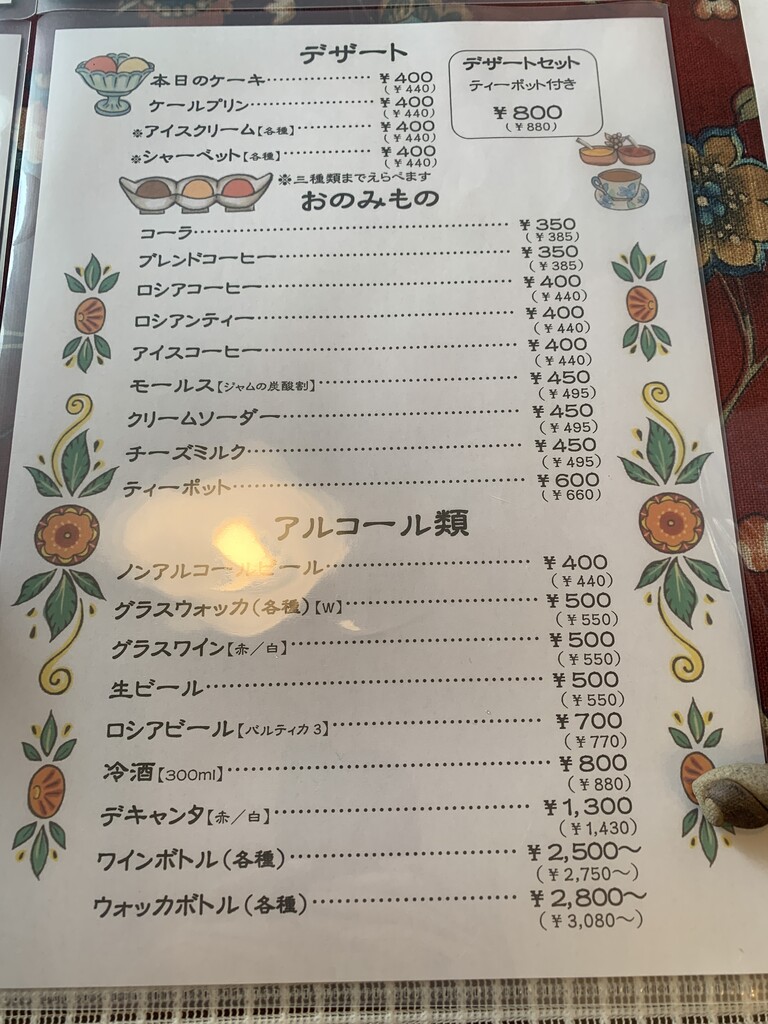 デザート
本日のケーキ……………… ¥400
(¥440)
ケールプリン……………… ¥400
(¥440)
※アイスクリーム【各種】……………… ¥400
(¥440)
※シャーベット【各種】……………… ¥400
(¥440)
※三種類までえらべます
デザートセット
ティーポット付き
¥800
(¥880)
おのみもの
コーラ……………… ¥350
(¥385)
ブレンドコーヒー……………… ¥350
(¥385)
ロシアコーヒー……………… ¥400
(¥440)
ロシアンティー……………… ¥400
(¥440)
アイスコーヒー……………… ¥400
(¥440)
モールス【ジャムの炭酸割】……………… ¥450
(¥495)
クリームソーダー……………… ¥450
(¥495)
チーズミルク……………… ¥450
(¥495)
ティーポット……………… ¥600
(¥660)
アルコール類
ノンアルコールビール……………… ¥400
(¥440)
グラスウォッカ(各種)【W】……………… ¥500
(¥550)
グラスワイン【赤／白】……………… ¥500
(¥550)
生ビール……………… ¥500
(¥550)
ロシアビール【バルティカ3】……………… ¥700
(¥770)
冷酒【300ml】……………… ¥800
(¥880)
デキャンタ【赤／白】……………… ¥1,300
(¥1,430)
ワインボトル(各種)……………… ¥2,500〜
(¥2,750〜)
ウォッカボトル(各種)……………… ¥2,800〜
(¥3,080〜)